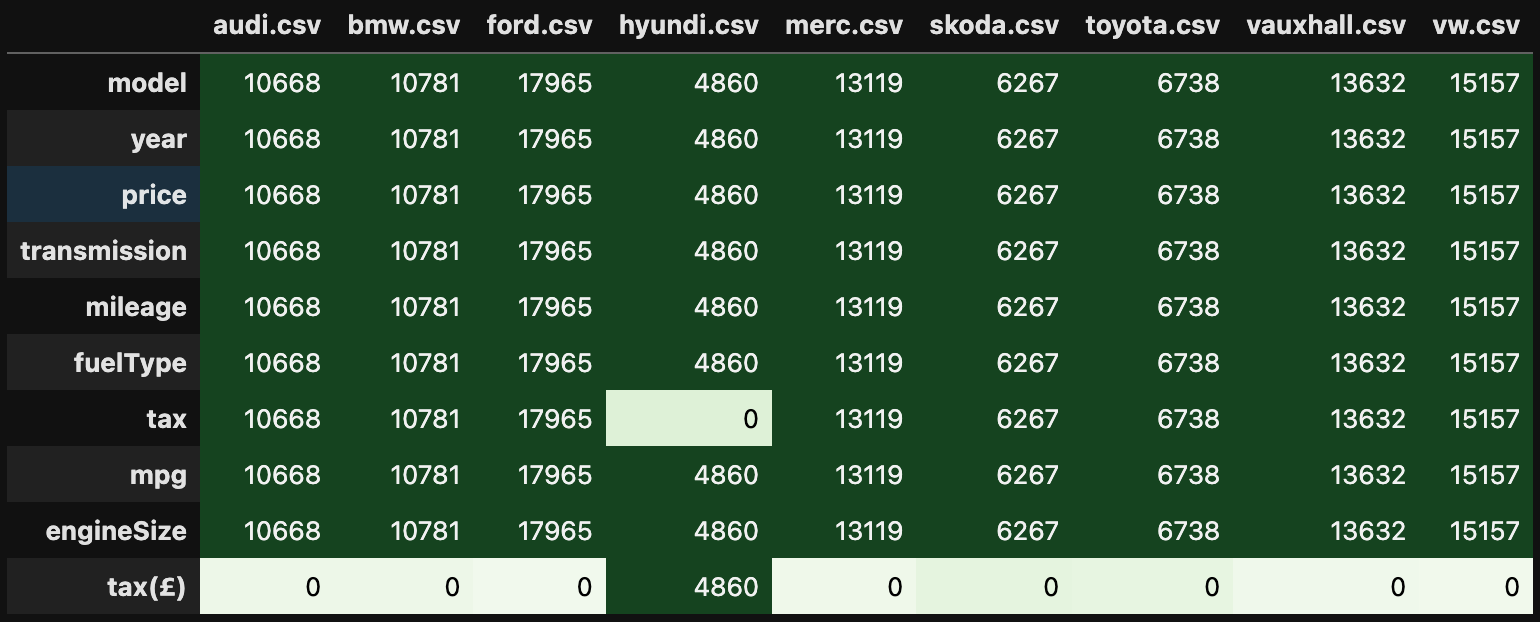 audi.csv bmw.csv ford.csv hyundi.csv merc.csv skoda.csv toyota.csv vauxhall.csv vw.csv
model 10668 10781 17965 4860 13119 6267 6738 13632 15157
year 10668 10781 17965 4860 13119 6267 6738 13632 15157
price 10668 10781 17965 4860 13119 6267 6738 13632 15157
transmission 10668 10781 17965 4860 13119 6267 6738 13632 15157
mileage 10668 10781 17965 4860 13119 6267 6738 13632 15157
fuelType 10668 10781 17965 4860 13119 6267 6738 13632 15157
tax 10668 10781 17965 0 13119 6267 6738 13632 15157
mpg 10668 10781 17965 4860 13119 6267 6738 13632 15157
engineSize 10668 10781 17965 4860 13119 6267 6738 13632 15157
tax(£) 0 0 0 4860 0 0 0 0 0